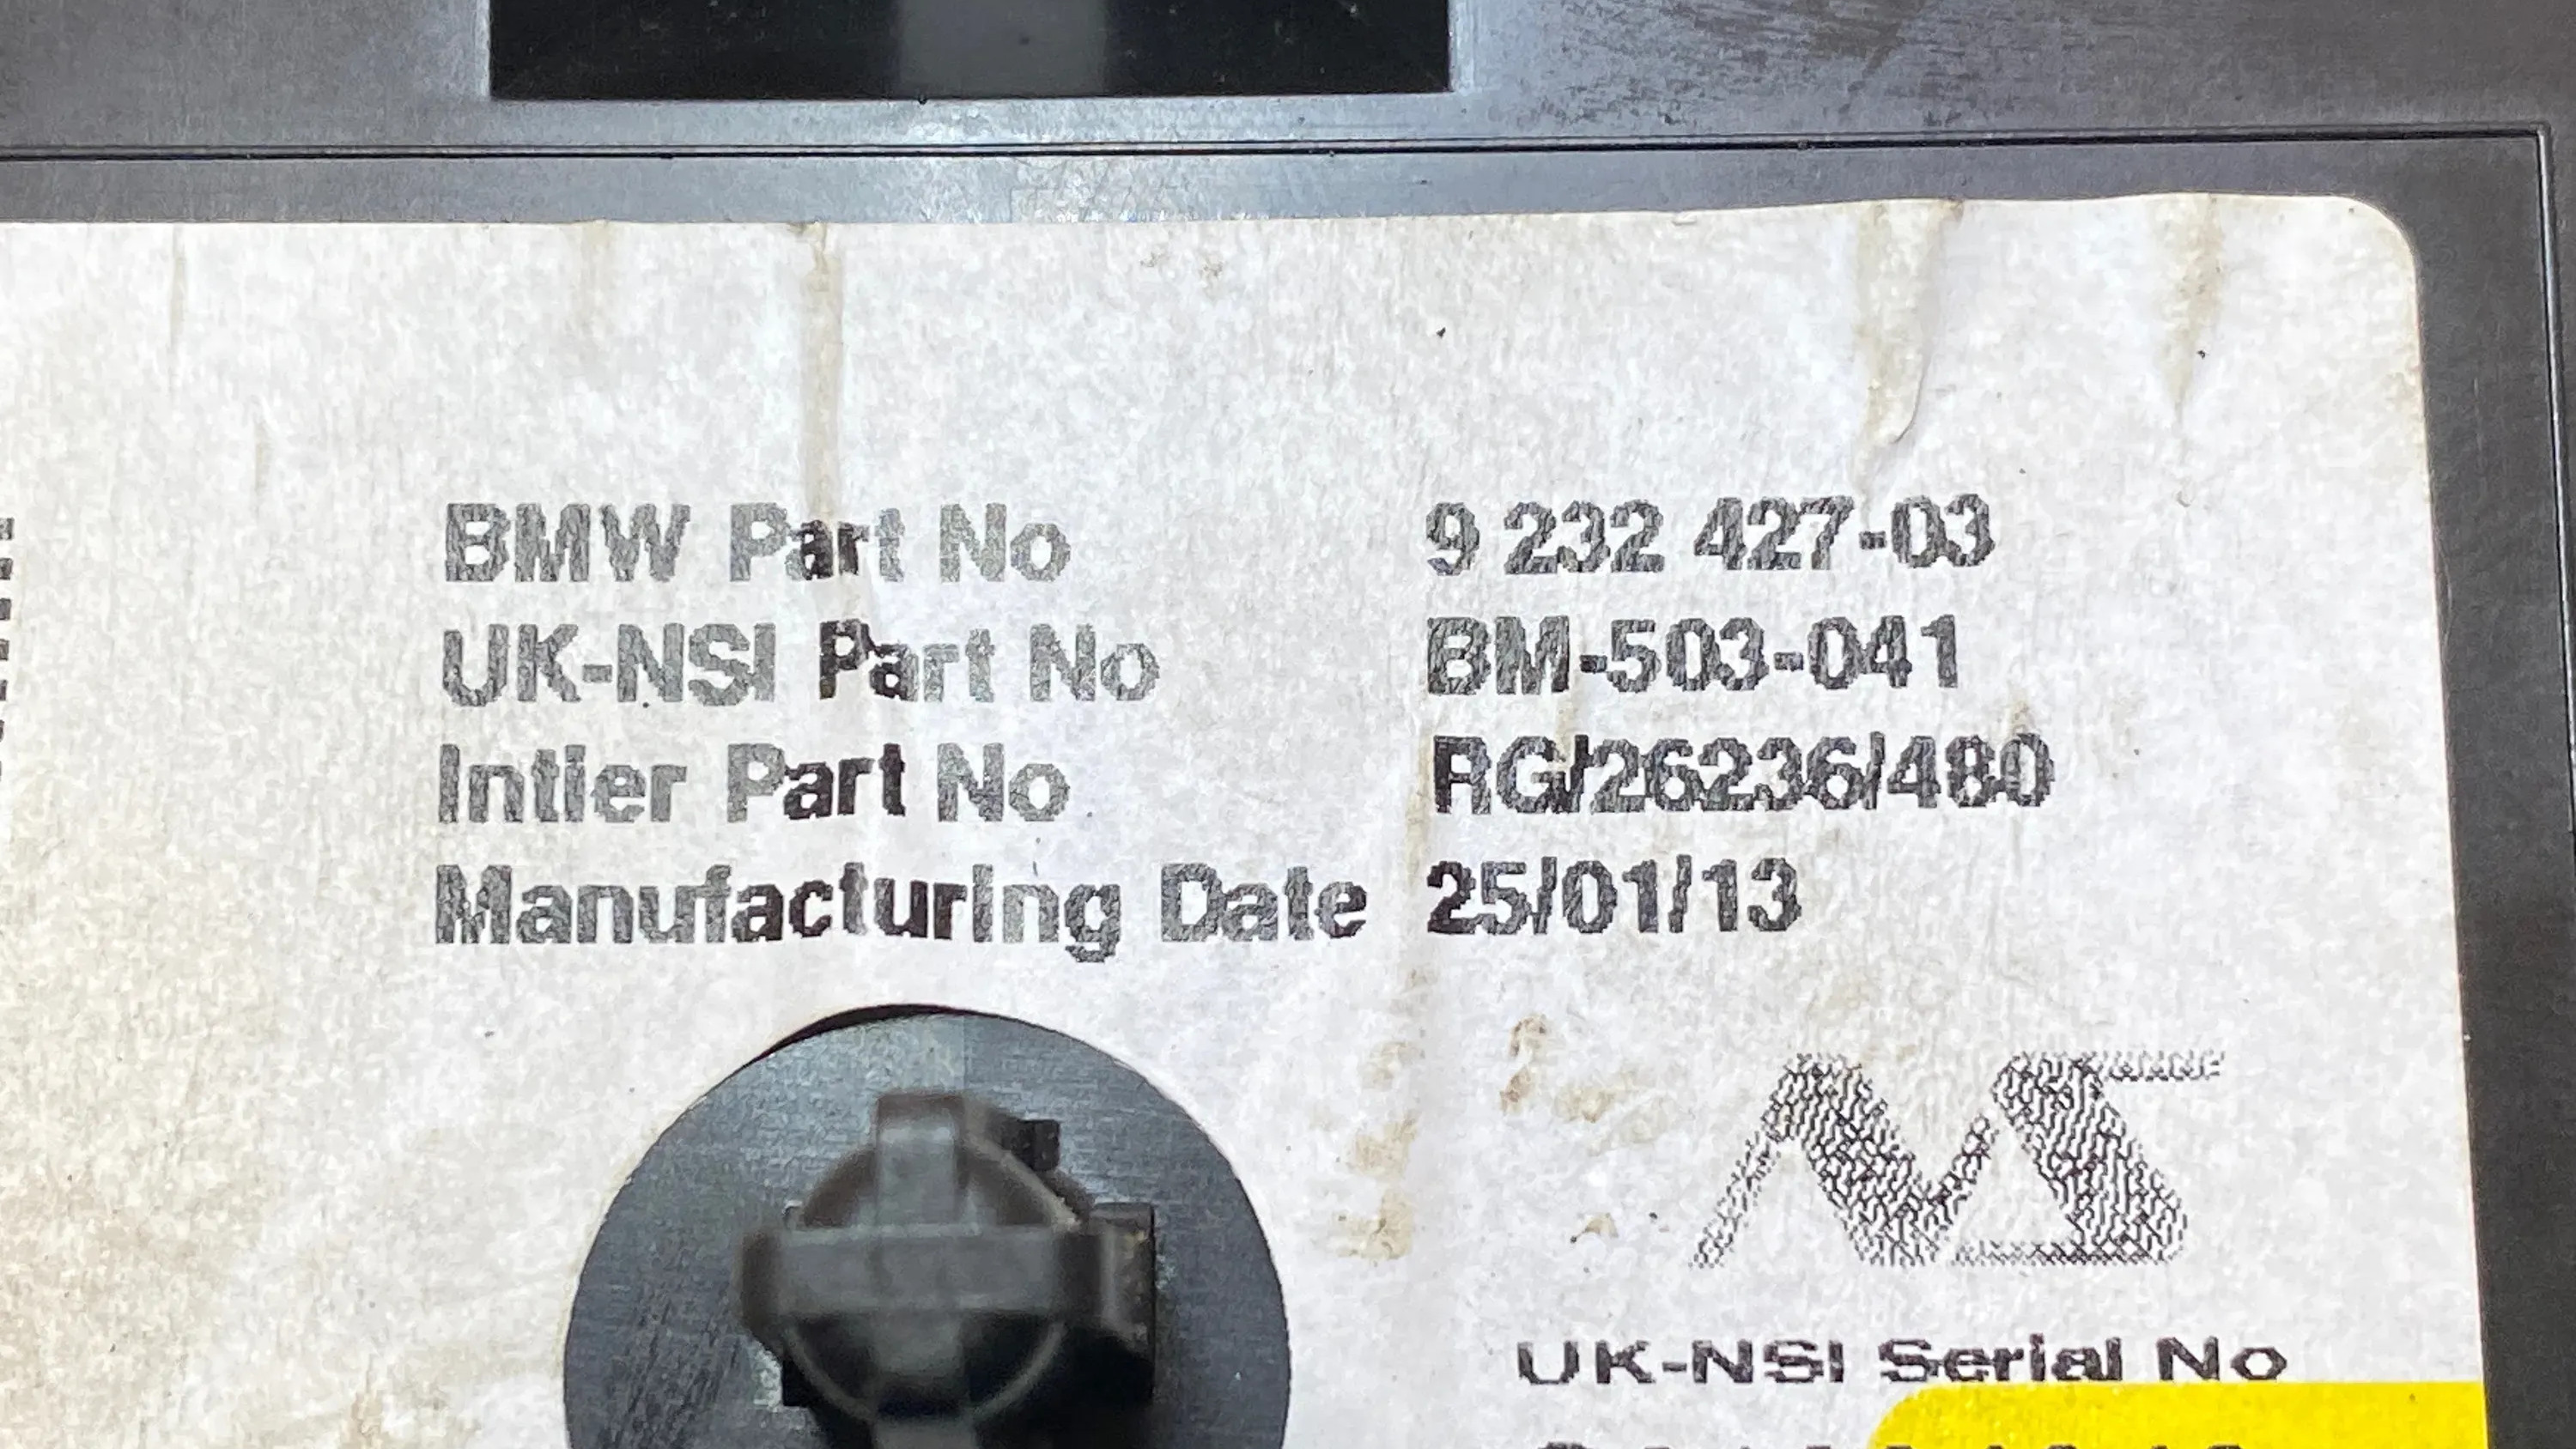 BMW Part No 9 232 427-03
UK-NSI Part No BM-503-041
Intier Part No RG/26236/480
Manufacturing Date 25/01/13
NS
UK-NSI Serial No